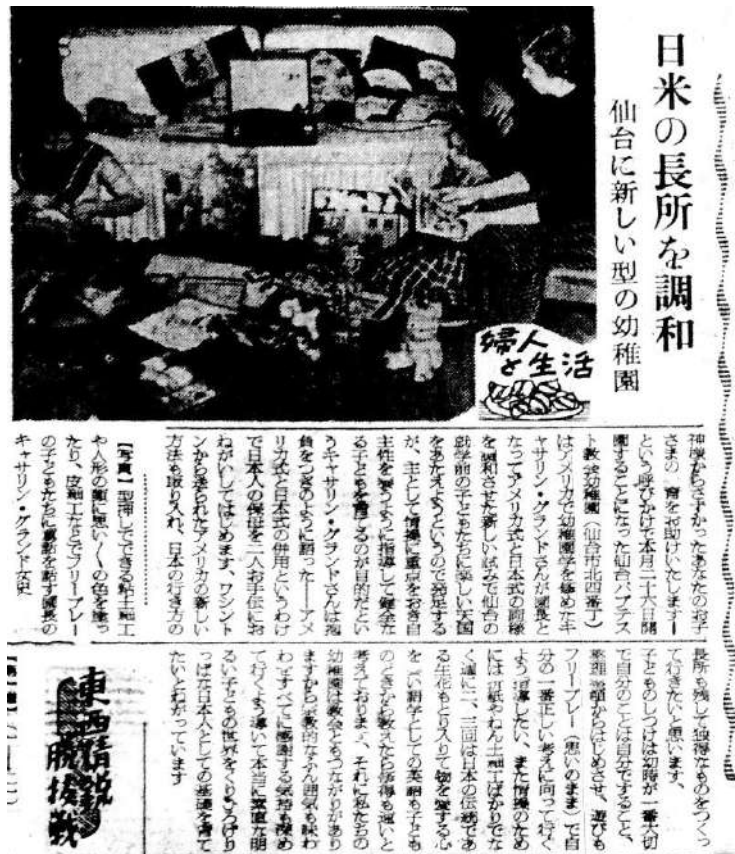 日米の長所を調和
仙台に新しい型の幼稚園
婦人
と生活
神様からさずかったあなたのお子
さまの 育をお助けいたします―
という呼びかけで本月二十六日開
園することになった仙台バプテス
ト教会幼稚園(仙台市北四番丁)
はアメリカで幼稚園学を修めたキ
ャサリン・グランドさんが園長と
なってアメリカ式と日本式の両様
を調和させた新しい試みで仙台の
就学前の子どもたちに楽しい天国
をあたえようというので発足する
が、主として情操に重点をおき自
主性を養うように指導して健全な
る子どもを育てるのが目的だとい
うキャサリン・グランドさんは抱
負をつぎのように語った――アメ
リカ式と日本式の併用というわけ
で日本人の保母を二人お手伝にお
ねがいしてはじめます、ワシント
ンから送られたアメリカの新しい
方法も取り入れ、日本の行き方の
長所も残して独得なものをつくっ
て行きたいと思います、
子どものしつけは幼時が一番大切
で自分のことは自分ですること、
整理整頓からはじめさせ、遊びも
フリープレー(思いのまま)で自
分の一番正しい考えに向って行く
よう指導したい、また情操のため
には 紙やねん土細工ばかりでな
く週に二、三回は日本の伝統であ
る生花もとり入れて物を愛する心
を 語学としての英語も子ども
のときから教えたら修得も速いと
考えております、それに私たちの
幼稚園は教会ともつながりがあり
ますから宗教的なふん囲気も味わ
わせすべてに感謝する気持も深め
て行くよう導いて本当に素直な明
るい子どもの世界をくりひろげり
っぱな日本人としての基礎を育て
たいとねがっています
【写真】型押しでできる粘土細工
や人形の顔に思い〱の色を塗っ
たり、皮細工などでフリープレー
の子どもたちに童話を話す園長の
キャサリン・グランド女史
東西精鋭
勝抜戦